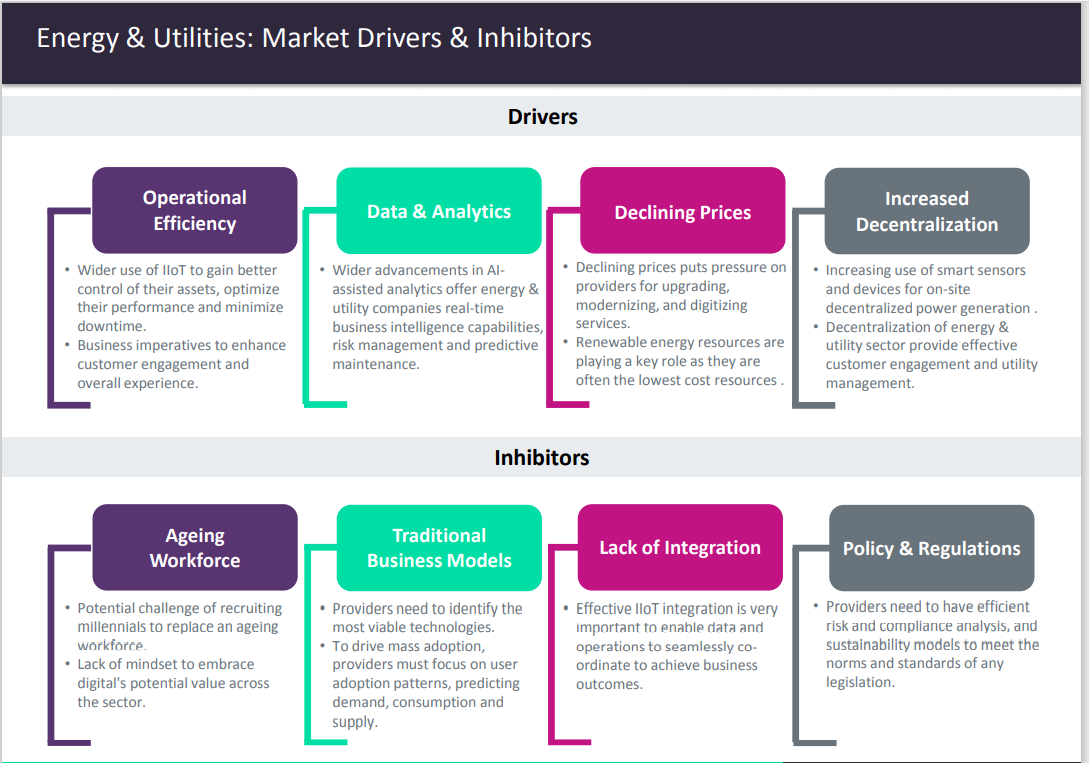 Energy & Utilities: Market Drivers & Inhibitors
Drivers
Operational
Efficiency
• Wider use of IIoT to gain better
control of their assets, optimize
their performance and minimize
downtime.
• Business imperatives to enhance
customer engagement and
overall experience.
Data & Analytics
• Wider advancements in AI-
assisted analytics offer energy &
utility companies real-time
business intelligence capabilities,
risk management and predictive
maintenance.
Declining Prices
• Declining prices puts pressure on
providers for upgrading,
modernizing, and digitizing
services.
• Renewable energy resources are
playing a key role as they are
often the lowest cost resources .
Increased
Decentralization
• Increasing use of smart sensors
and devices for on-site
decentralized power generation .
• Decentralization of energy &
utility sector provide effective
customer engagement and utility
management.
Inhibitors
Ageing
Workforce
• Potential challenge of recruiting
millennials to replace an ageing
workforce.
• Lack of mindset to embrace
digital's potential value across
the sector.
Traditional
Business Models
• Providers need to identify the
most viable technologies.
• To drive mass adoption,
providers must focus on user
adoption patterns, predicting
demand, consumption and
supply.
Lack of Integration
• Effective IIoT integration is very
important to enable data and
operations to seamlessly co-
ordinate to achieve business
outcomes.
Policy & Regulations
• Providers need to have efficient
risk and compliance analysis, and
sustainability models to meet the
norms and standards of any
legislation.